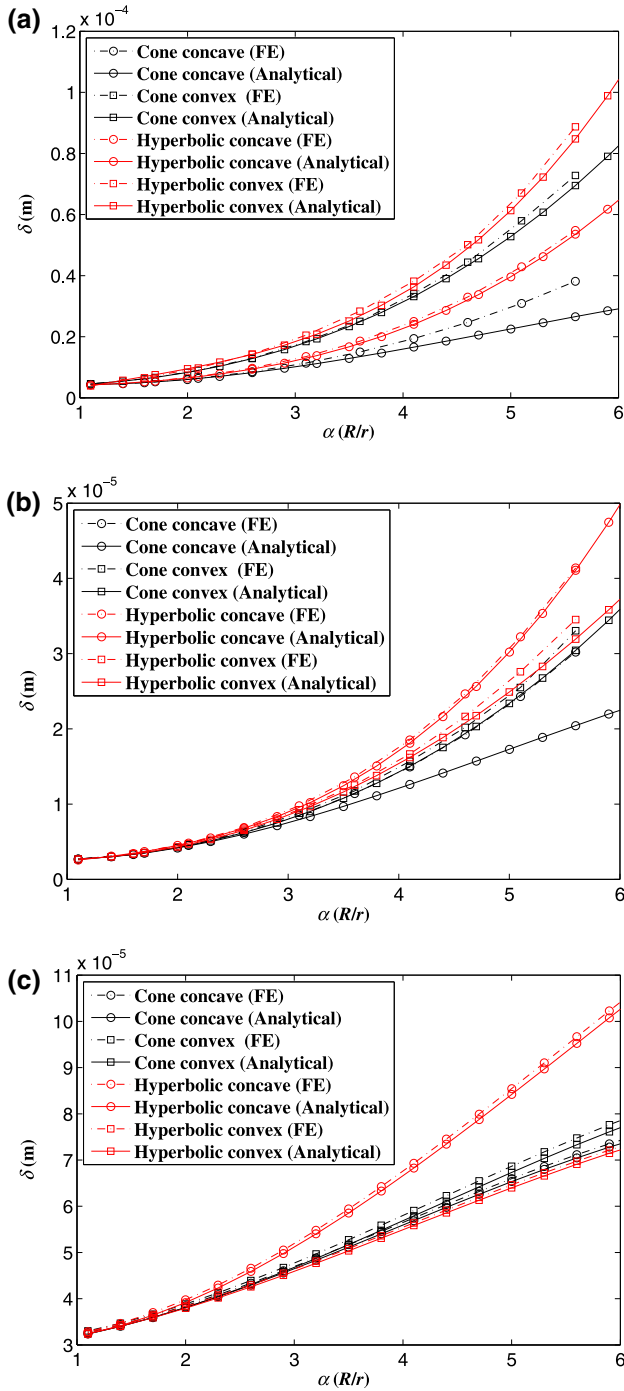 (a)
x 10⁻⁴
1.2
1
0.8
0.6
0.4
0.2
0
δ (m)
Cone concave (FE)
Cone concave (Analytical)
Cone convex (FE)
Cone convex (Analytical)
Hyperbolic concave (FE)
Hyperbolic concave (Analytical)
Hyperbolic convex (FE)
Hyperbolic convex (Analytical)
1 2 3 4 5 6
α (R/r)
(b)
x 10⁻⁵
5
4
3
2
1
0
δ (m)
Cone concave (FE)
Cone concave (Analytical)
Cone convex (FE)
Cone convex (Analytical)
Hyperbolic concave (FE)
Hyperbolic concave (Analytical)
Hyperbolic convex (FE)
Hyperbolic convex (Analytical)
1 2 3 4 5 6
α (R/r)
(c)
x 10⁻⁵
11
10
9
8
7
6
5
4
3
δ (m)
Cone concave (FE)
Cone concave (Analytical)
Cone convex (FE)
Cone convex (Analytical)
Hyperbolic concave (FE)
Hyperbolic concave (Analytical)
Hyperbolic convex (FE)
Hyperbolic convex (Analytical)
1 2 3 4 5 6
α (R/r)